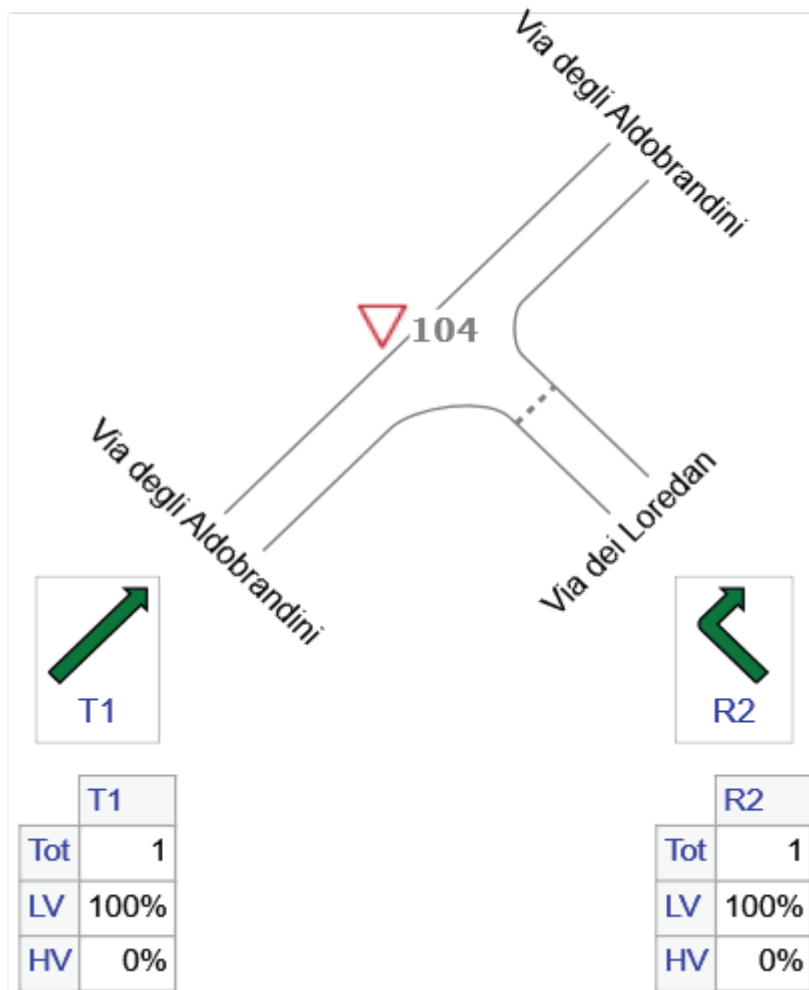 Via degli Aldobrandini
104
Via degli Aldobrandini
Via dei Loredan
T1
R2
T1
Tot 1
LV 100%
HV 0%
R2
Tot 1
LV 100%
HV 0%